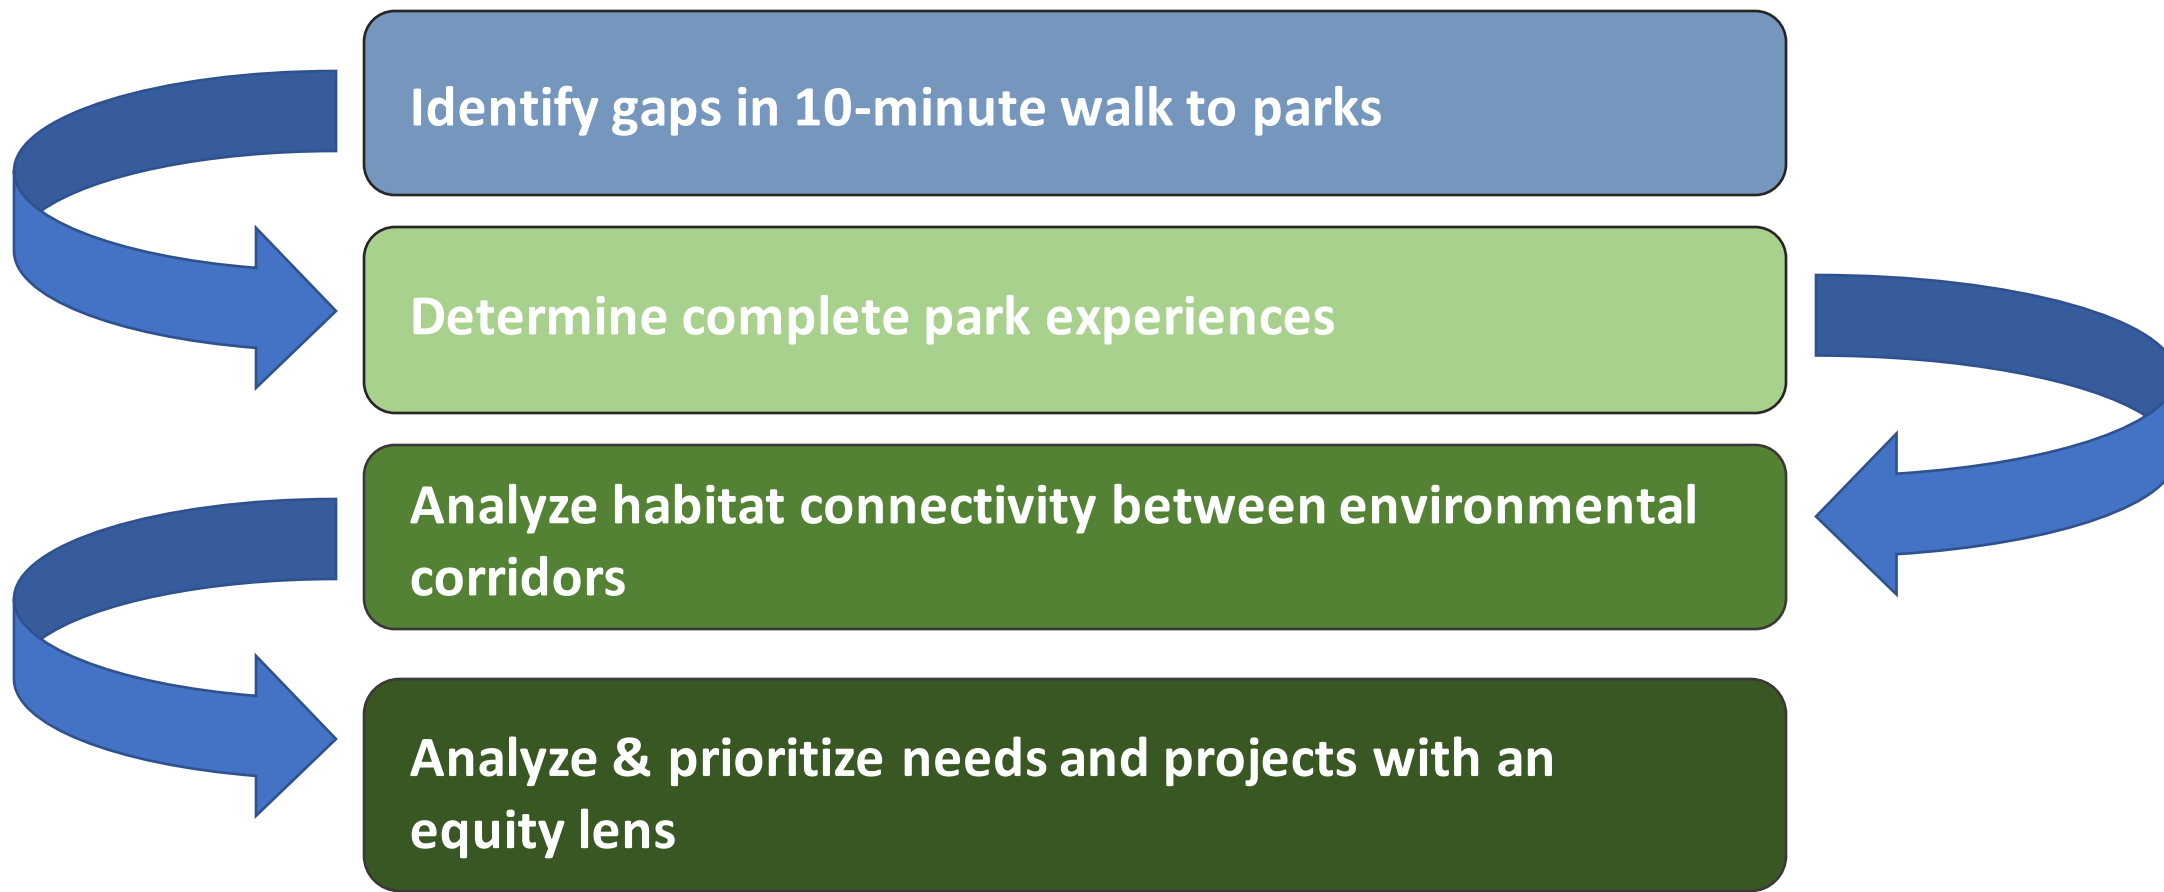 Identify gaps in 10-minute walk to parks
Determine complete park experiences
Analyze habitat connectivity between environmental
corridors
Analyze & prioritize needs and projects with an
equity lens